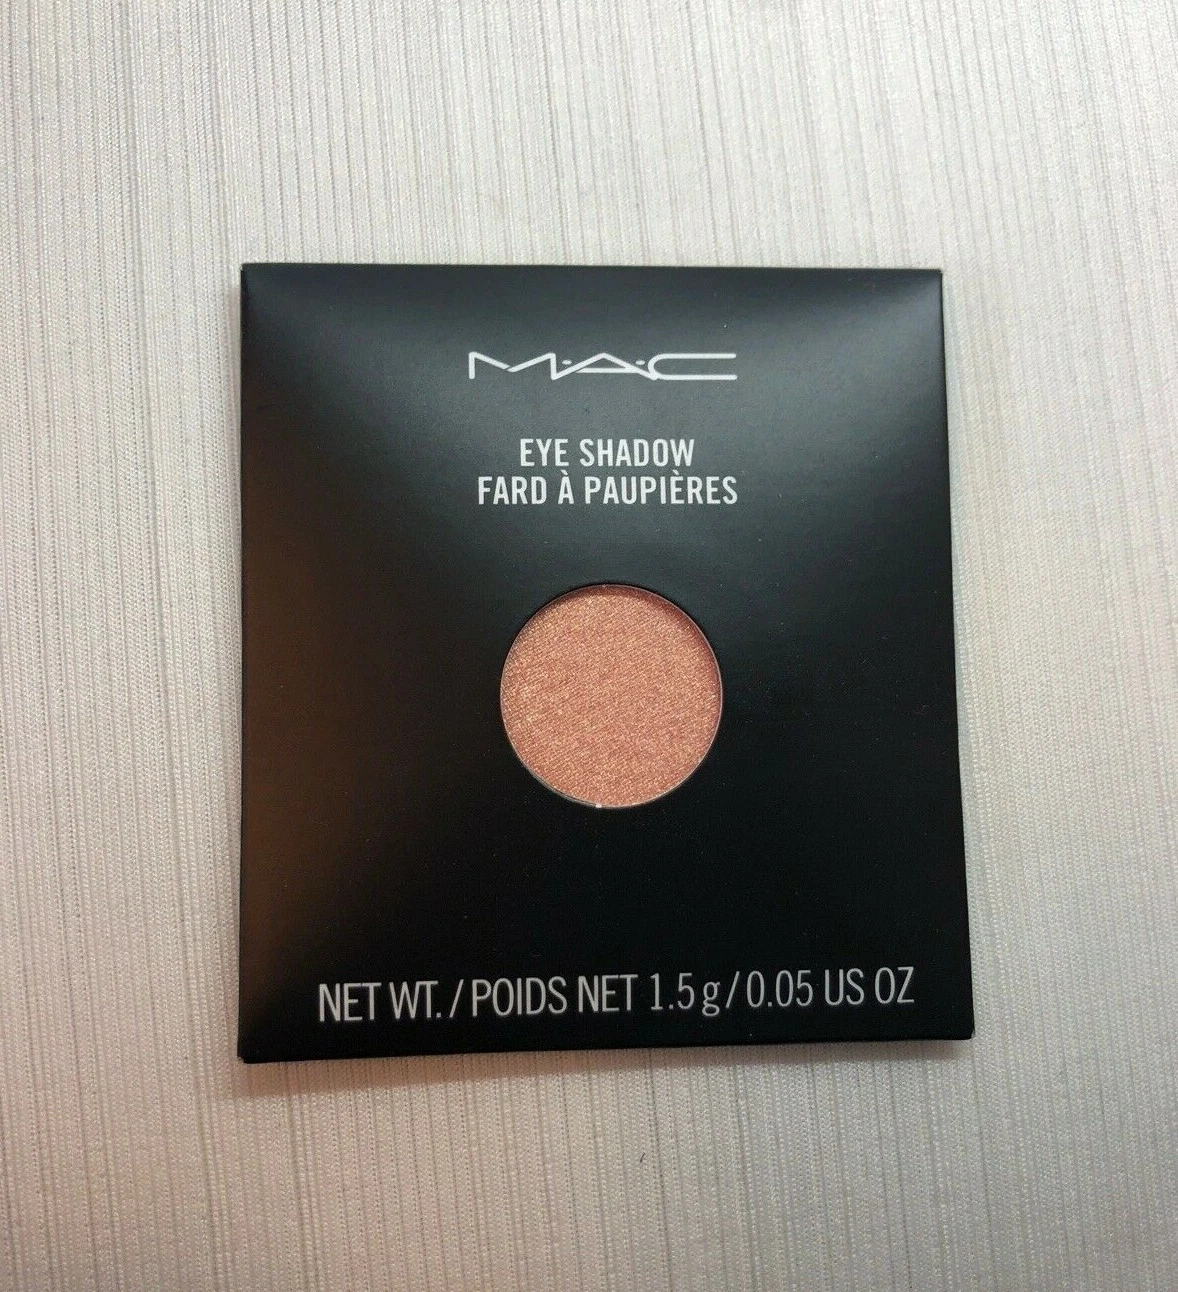 M·A·C
EYE SHADOW
FARD À PAUPIÈRES
NET WT. / POIDS NET 1.5 g / 0.05 US OZ